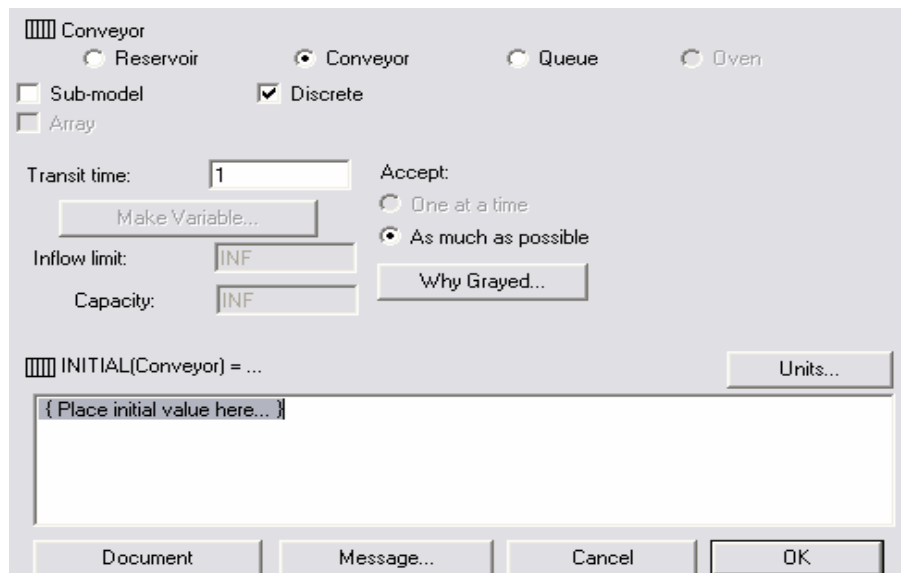 Conveyor
Reservoir Conveyor Queue Oven
Sub-model Discrete
Array
Transit time: 1 Accept:
Make Variable... One at a time
As much as possible
Inflow limit: INF
Why Grayed...
Capacity: INF
INITIAL(Conveyor) = ... Units...
{ Place initial value here... }
Document Message... Cancel OK